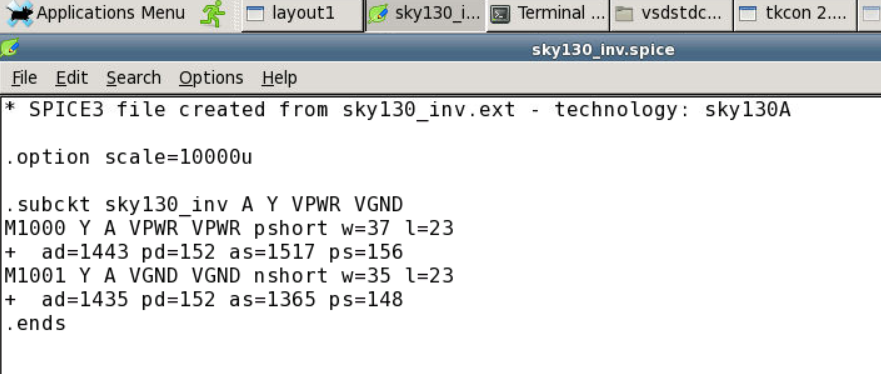 Applications Menu layout1 sky130_i... Terminal ... vsdstdc... tkcon 2....
sky130_inv.spice
File Edit Search Options Help
* SPICE3 file created from sky130_inv.ext - technology: sky130A
.option scale=10000u
.subckt sky130_inv A Y VPWR VGND
M1000 Y A VPWR VPWR pshort w=37 l=23
+  ad=1443 pd=152 as=1517 ps=156
M1001 Y A VGND VGND nshort w=35 l=23
+  ad=1435 pd=152 as=1365 ps=148
.ends